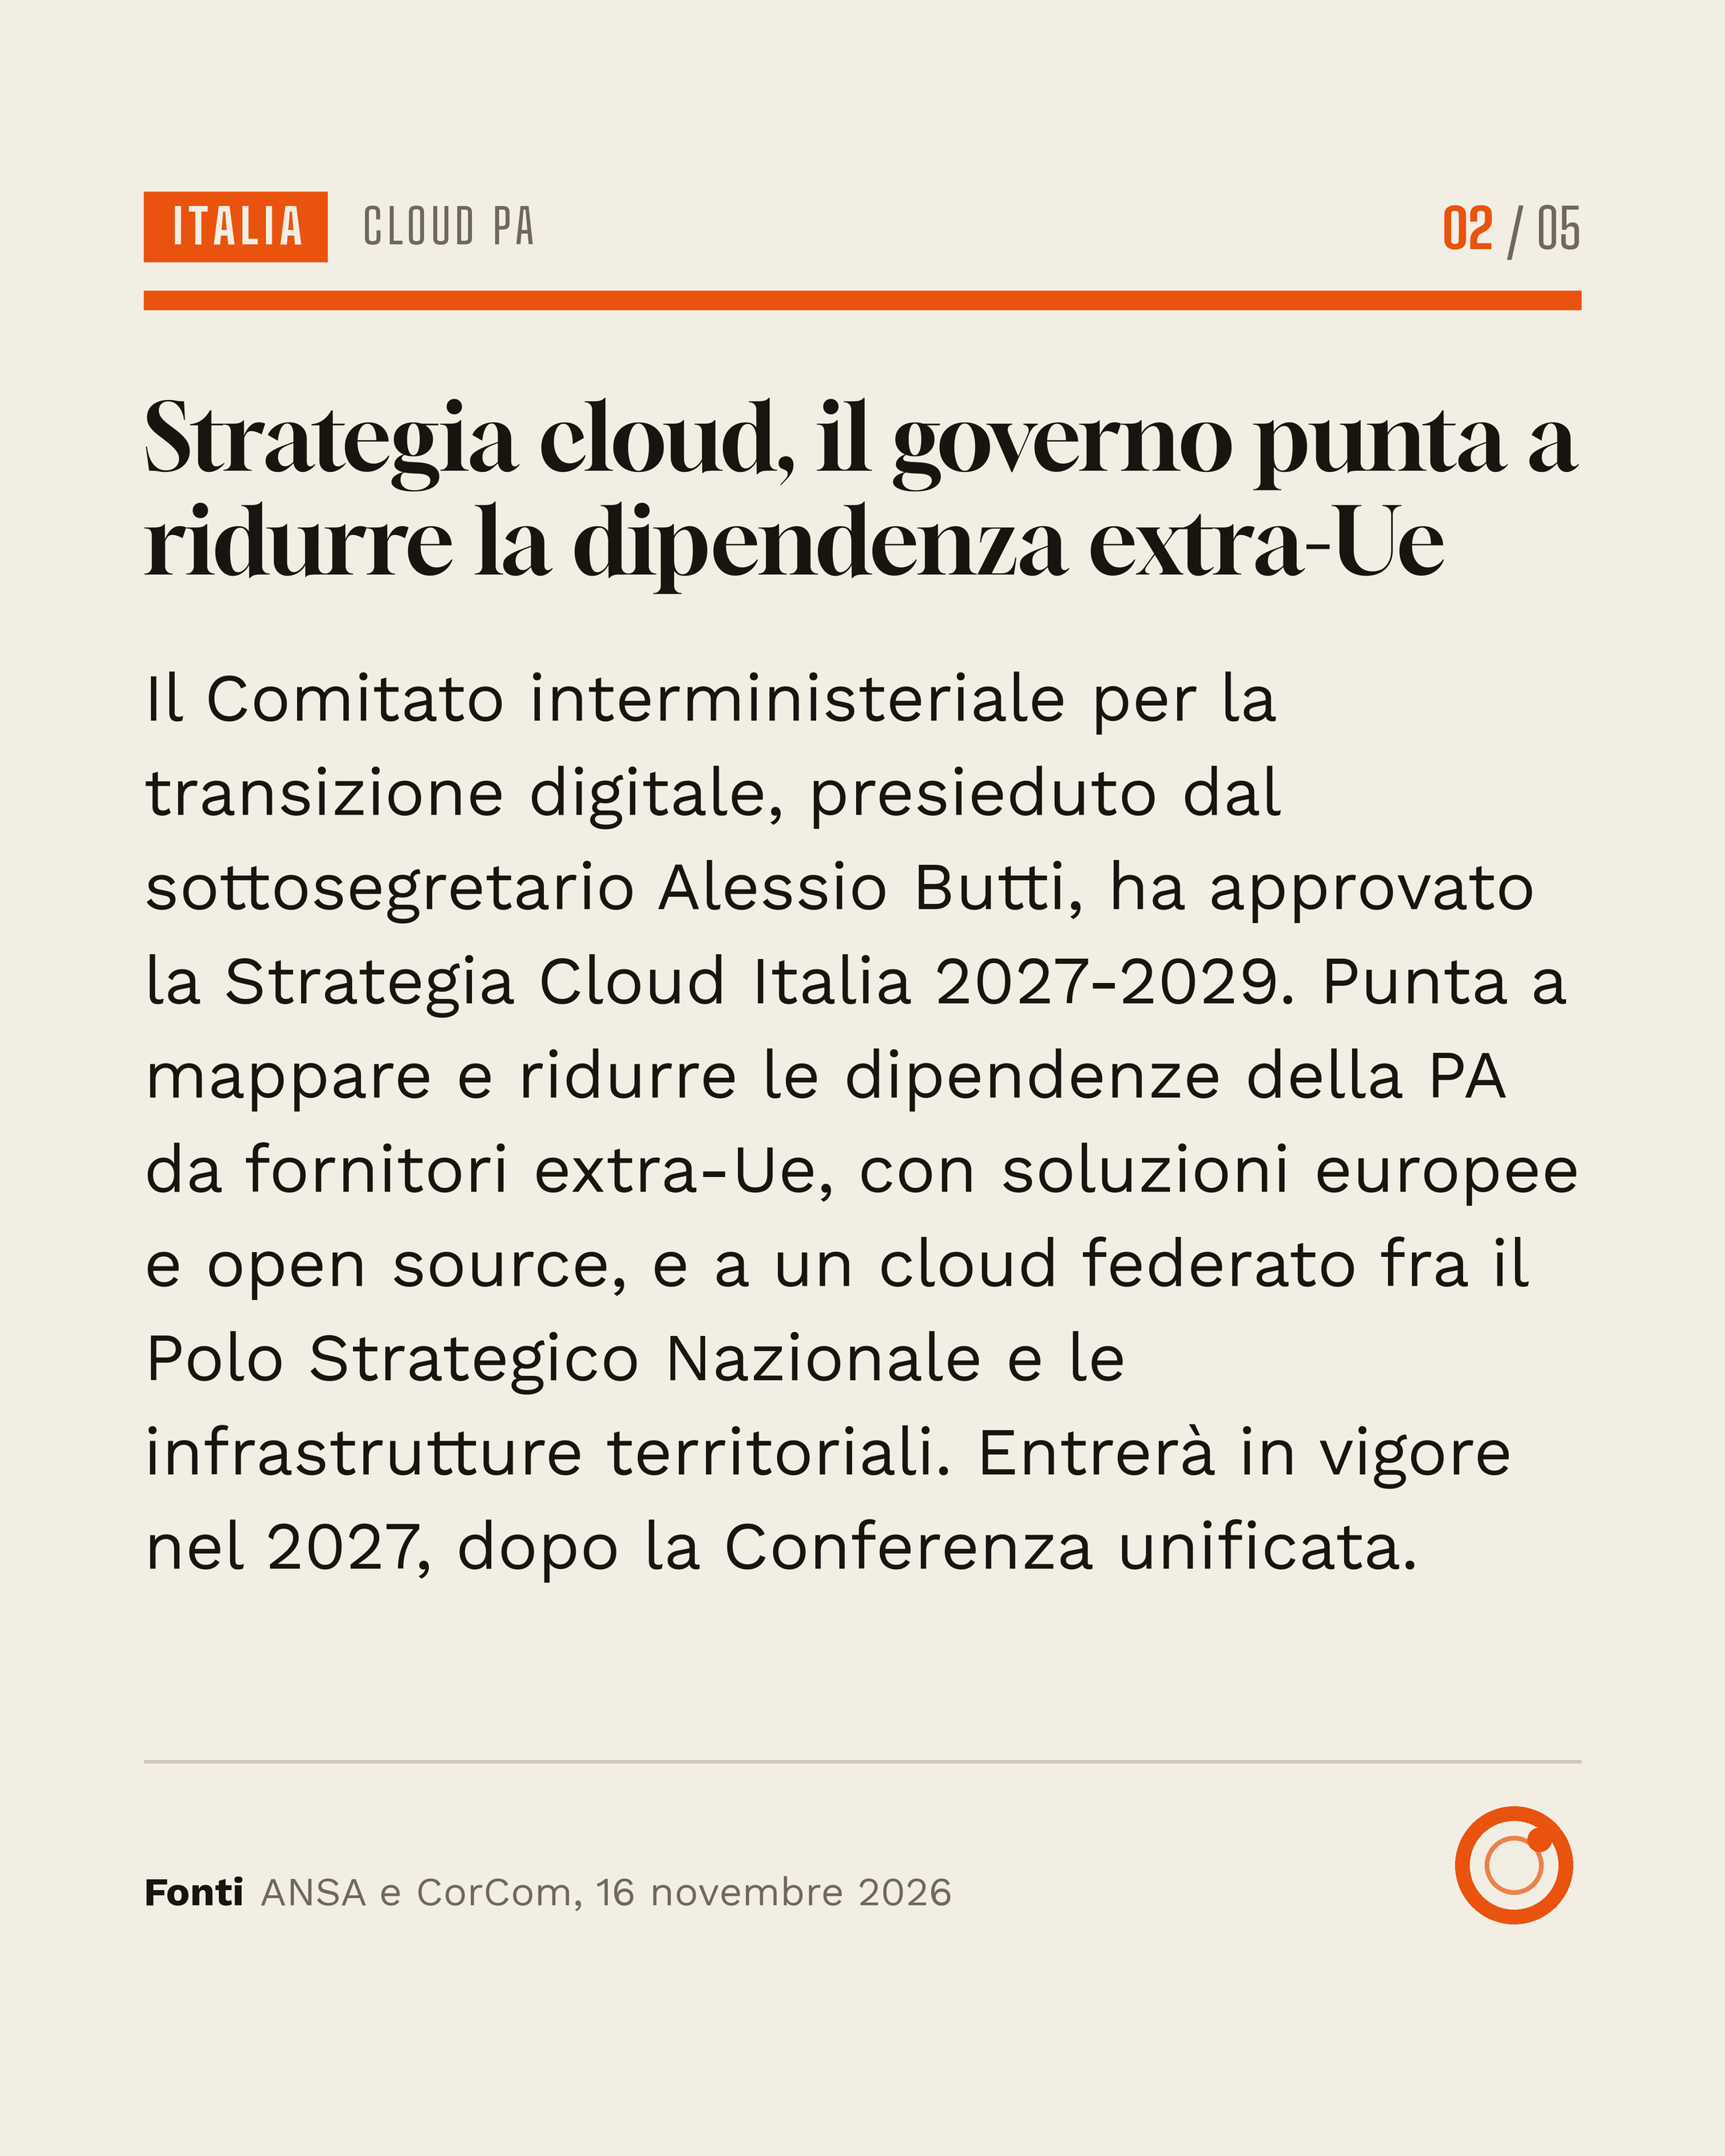 ITALIA CLOUD PA 02 / 05
Strategia cloud, il governo punta a
ridurre la dipendenza extra-Ue
Il Comitato interministeriale per la
transizione digitale, presieduto dal
sottosegretario Alessio Butti, ha approvato
la Strategia Cloud Italia 2027-2029. Punta a
mappare e ridurre le dipendenze della PA
da fornitori extra-Ue, con soluzioni europee
e open source, e a un cloud federato fra il
Polo Strategico Nazionale e le
infrastrutture territoriali. Entrerà in vigore
nel 2027, dopo la Conferenza unificata.
Fonti ANSA e CorCom, 16 novembre 2026